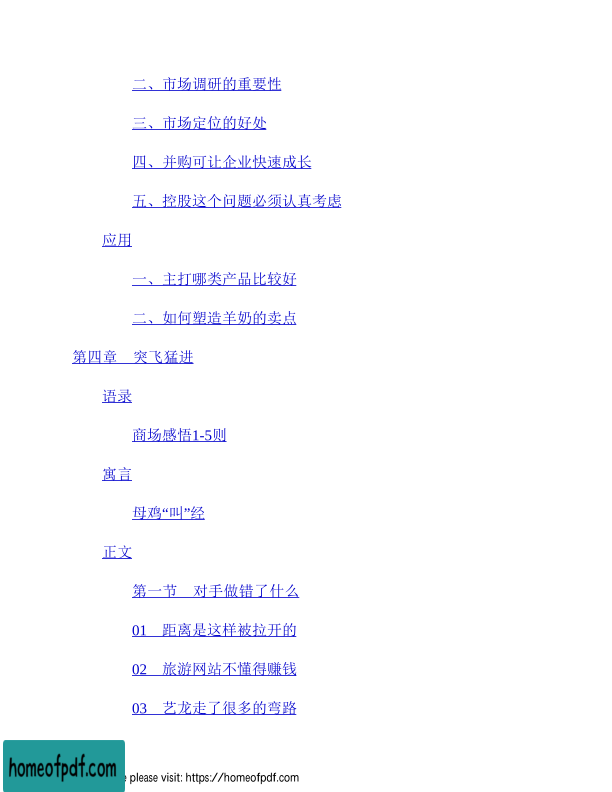 二、市场调研的重要性
三、市场定位的好处
四、并购可让企业快速成长
五、控股这个问题必须认真考虑
应用
一、主打哪类产品比较好
二、如何塑造羊奶的卖点
第四章　突飞猛进
语录
商场感悟1-5则
寓言
母鸡“叫”经
正文
第一节　对手做错了什么
01　距离是这样被拉开的
02　旅游网站不懂得赚钱
03　艺龙走了很多的弯路
homeofpdf.com please visit: https://homeofpdf.com